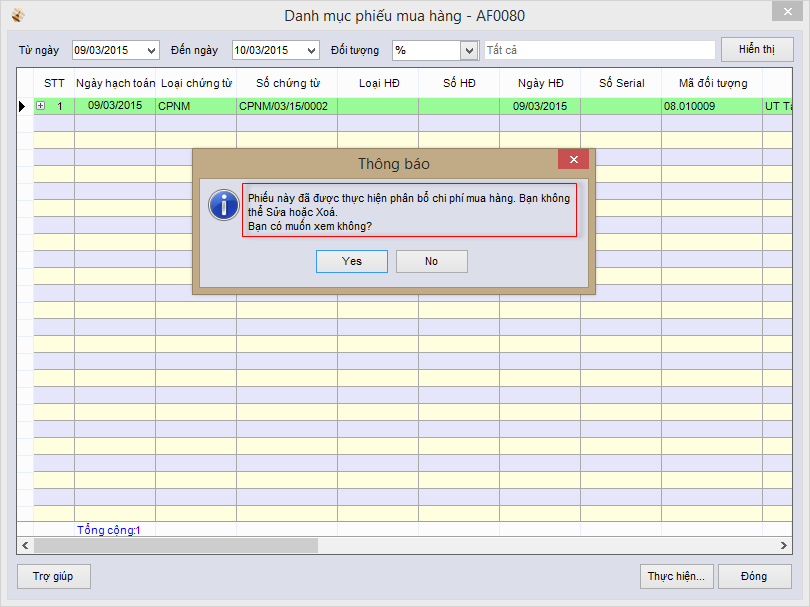 Danh mục phiếu mua hàng - AF0080
Từ ngày 09/03/2015 Đến ngày 10/03/2015 Đối tượng % Tất cả Hiển thị
STT Ngày hạch toán Loại chứng từ Số chứng từ Loại HĐ Số HĐ Ngày HĐ Số Serial Mã đối tượng
1 09/03/2015 CPNM CPNM/03/15/0002 09/03/2015 08.010009 UT Tà
Thông báo
Phiếu này đã được thực hiện phân bổ chi phí mua hàng. Bạn không
thể Sửa hoặc Xoá.
Bạn có muốn xem không?
Yes No
Tổng cộng:1
Trợ giúp Thực hiện... Đóng